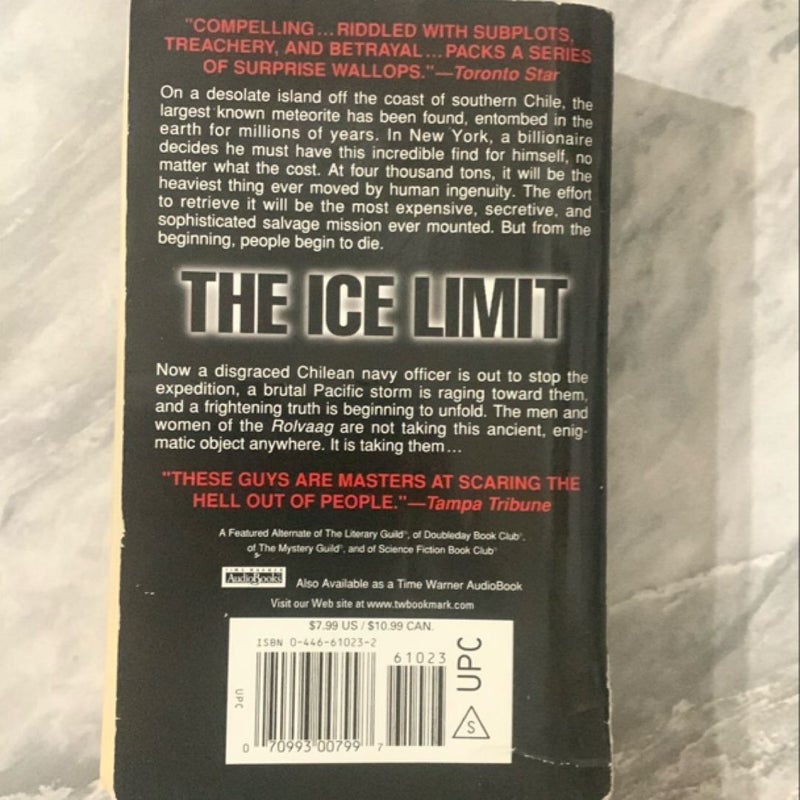 "COMPELLING...RIDDLED WITH SUBPLOTS,
TREACHERY, AND BETRAYAL...PACKS A SERIES
OF SURPRISE WALLOPS."—Toronto Star
On a desolate island off the coast of southern Chile, the
largest known meteorite has been found, entombed in the
earth for millions of years. In New York, a billionaire
decides he must have this incredible find for himself, no
matter what the cost. At four thousand tons, it will be the
heaviest thing ever moved by human ingenuity. The effort
to retrieve it will be the most expensive, secretive, and
sophisticated salvage mission ever mounted. But from the
beginning, people begin to die.
THE ICE LIMIT
Now a disgraced Chilean navy officer is out to stop the
expedition, a brutal Pacific storm is raging toward them,
and a frightening truth is beginning to unfold. The men and
women of the Rolvaag are not taking this ancient, enig-
matic object anywhere. It is taking them...
"THESE GUYS ARE MASTERS AT SCARING THE
HELL OUT OF PEOPLE."—Tampa Tribune
A Featured Alternate of The Literary Guild®, of Doubleday Book Club®,
of The Mystery Guild®, and of Science Fiction Book Club®
TIME WARNER
AudioBooks
Also Available as a Time Warner AudioBook
Visit our Web site at www.twbookmark.com
$7.99 US / $10.99 CAN.
ISBN 0-446-61023-2
61023
UPC
UPC
S
0 70993 00799 7